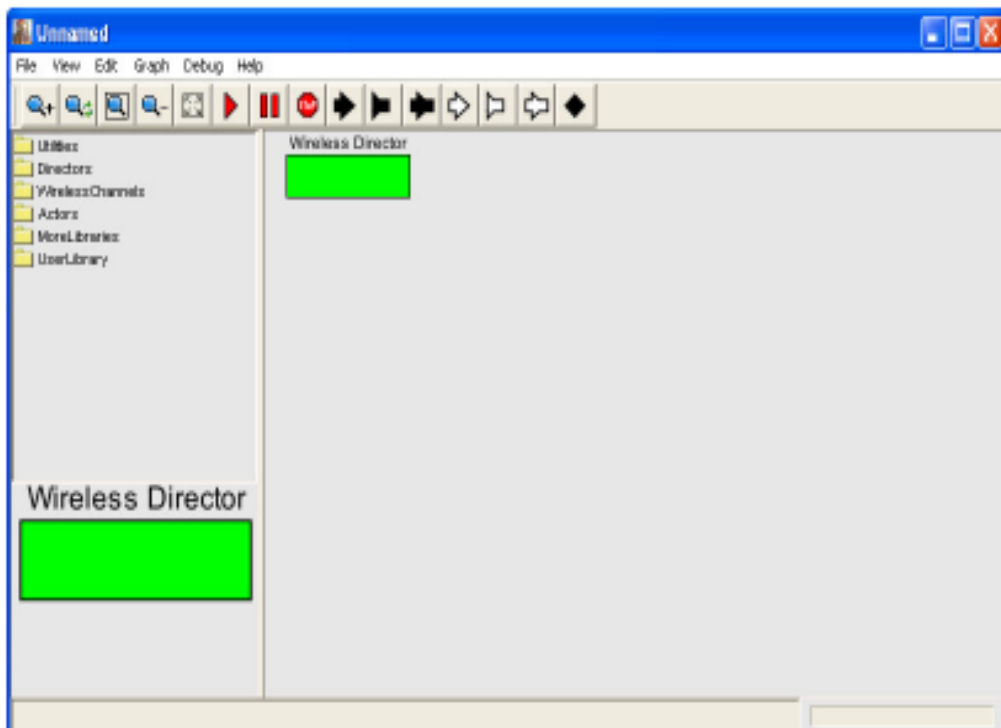 Unnamed
File View Edit Graph Debug Help
Utilities
Directors
WirelessChannels
Actors
MoreLibraries
UserLibrary
Wireless Director
Wireless Director